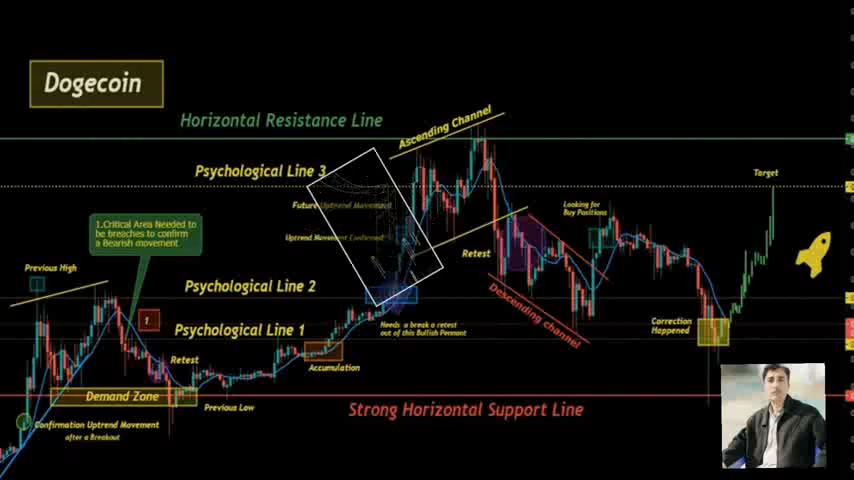 Dogecoin
Horizontal Resistance Line
Ascending Channel
Psychological Line 3
Target
Future Uptrend Movement
Looking for
Buy Positions
1.Critical Area Needed to
be breaches to confirm
a Bearish movement
Uptrend Movement Confirmed
Retest
Previous High
Psychological Line 2
Descending channel
1
Psychological Line 1
Needs a break a retest
out of this Bullish Pennant
Correction
Happened
Retest
Accumulation
Demand Zone
Previous Low
Strong Horizontal Support Line
Confirmation Uptrend Movement
after a Breakout